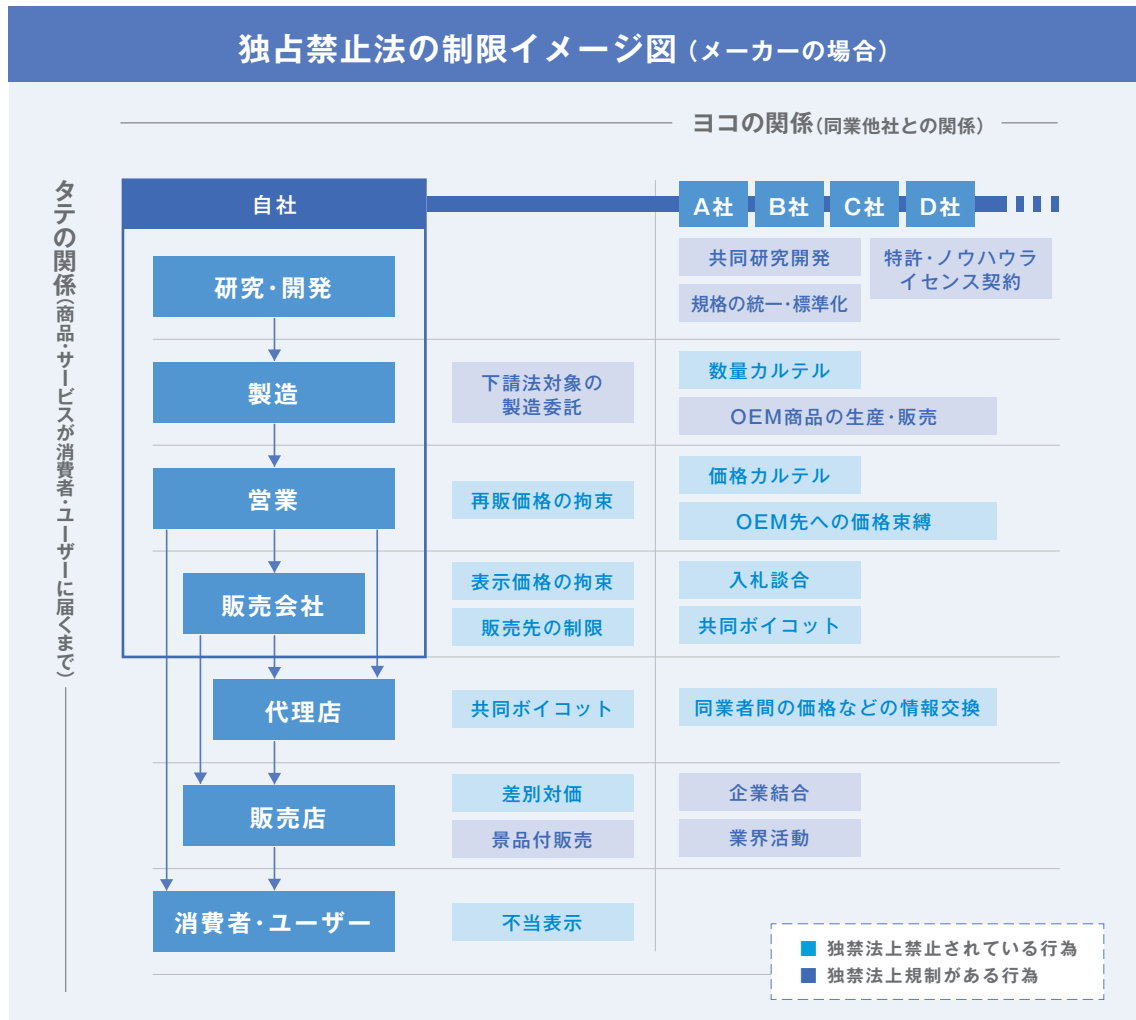 独占禁止法の制限イメージ図（メーカーの場合）
ヨコの関係（同業他社との関係）
タテの関係（商品・サービスが消費者・ユーザーに届くまで）
自社
A社 B社 C社 D社
研究・開発
共同研究開発
特許・ノウハウラ
イセンス契約
規格の統一・標準化
製造
下請法対象の
製造委託
数量カルテル
OEM商品の生産・販売
営業
再販価格の拘束
価格カルテル
OEM先への価格束縛
販売会社
表示価格の拘束
販売先の制限
入札談合
共同ボイコット
代理店
共同ボイコット
同業者間の価格などの情報交換
販売店
差別対価
景品付販売
企業結合
業界活動
消費者・ユーザー
不当表示
独禁法上禁止されている行為
独禁法上規制がある行為